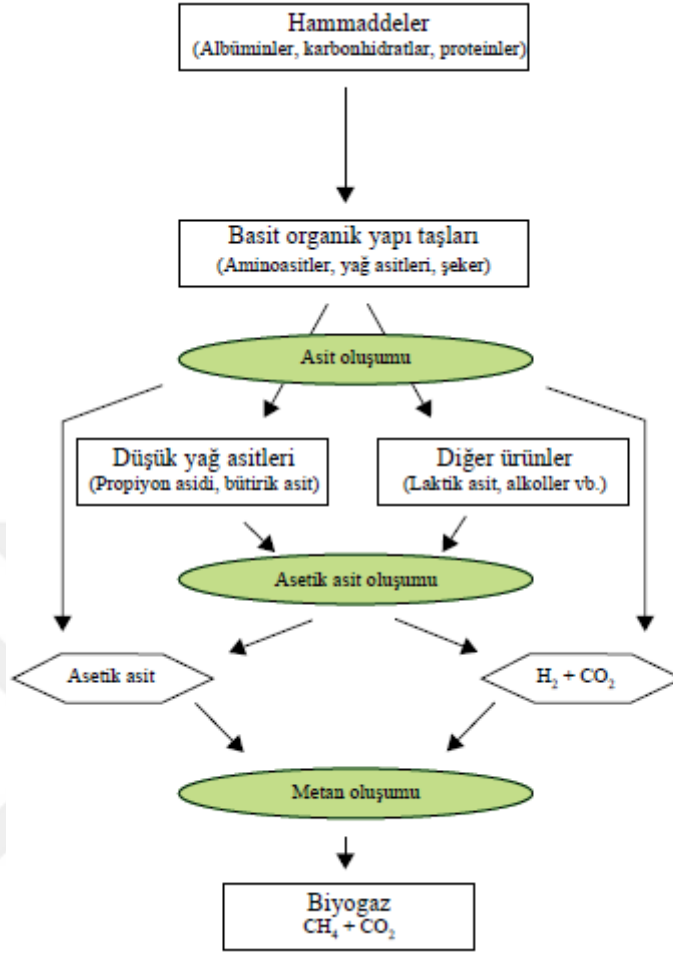 Hammaddeler
(Albüminler, karbonhidratlar, proteinler)
Basit organik yapı taşları
(Aminoasitler, yağ asitleri, şeker)
Asit oluşumu
Düşük yağ asitleri
(Propiyon asidi, bütirik asit)
Diğer ürünler
(Laktik asit, alkoller vb.)
Asetik asit oluşumu
Asetik asit
H₂ + CO₂
Metan oluşumu
Biyogaz
CH₄ + CO₂